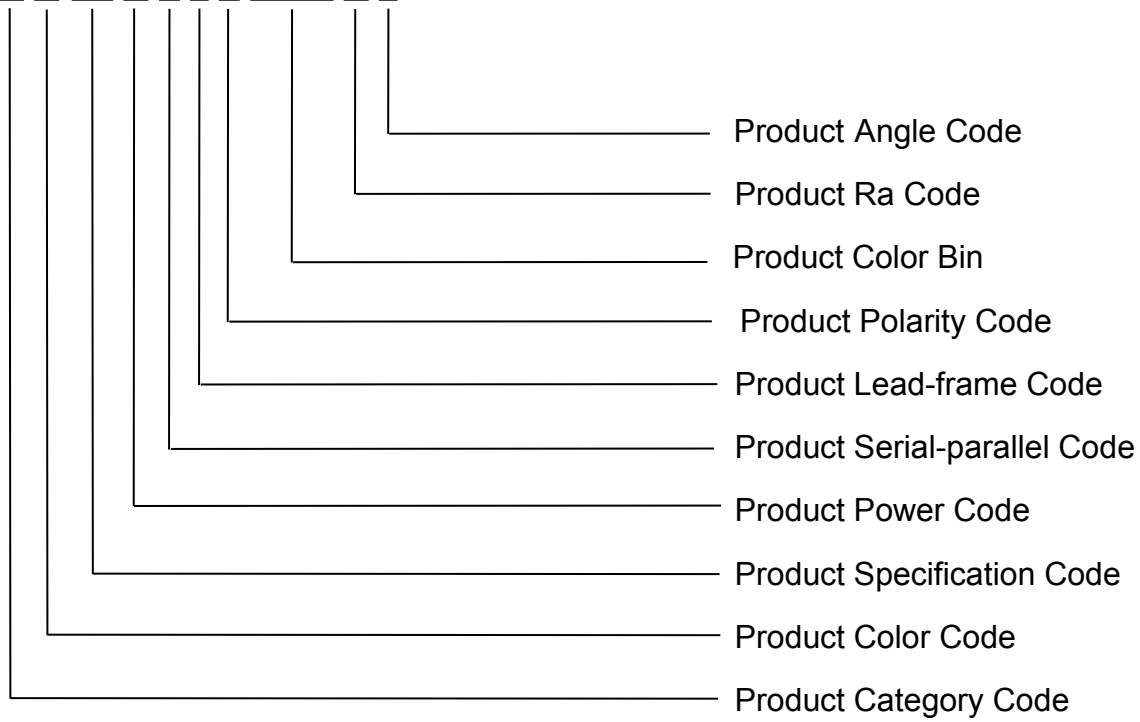 Product Angle Code
Product Ra Code
Product Color Bin
Product Polarity Code
Product Lead-frame Code
Product Serial-parallel Code
Product Power Code
Product Specification Code
Product Color Code
Product Category Code